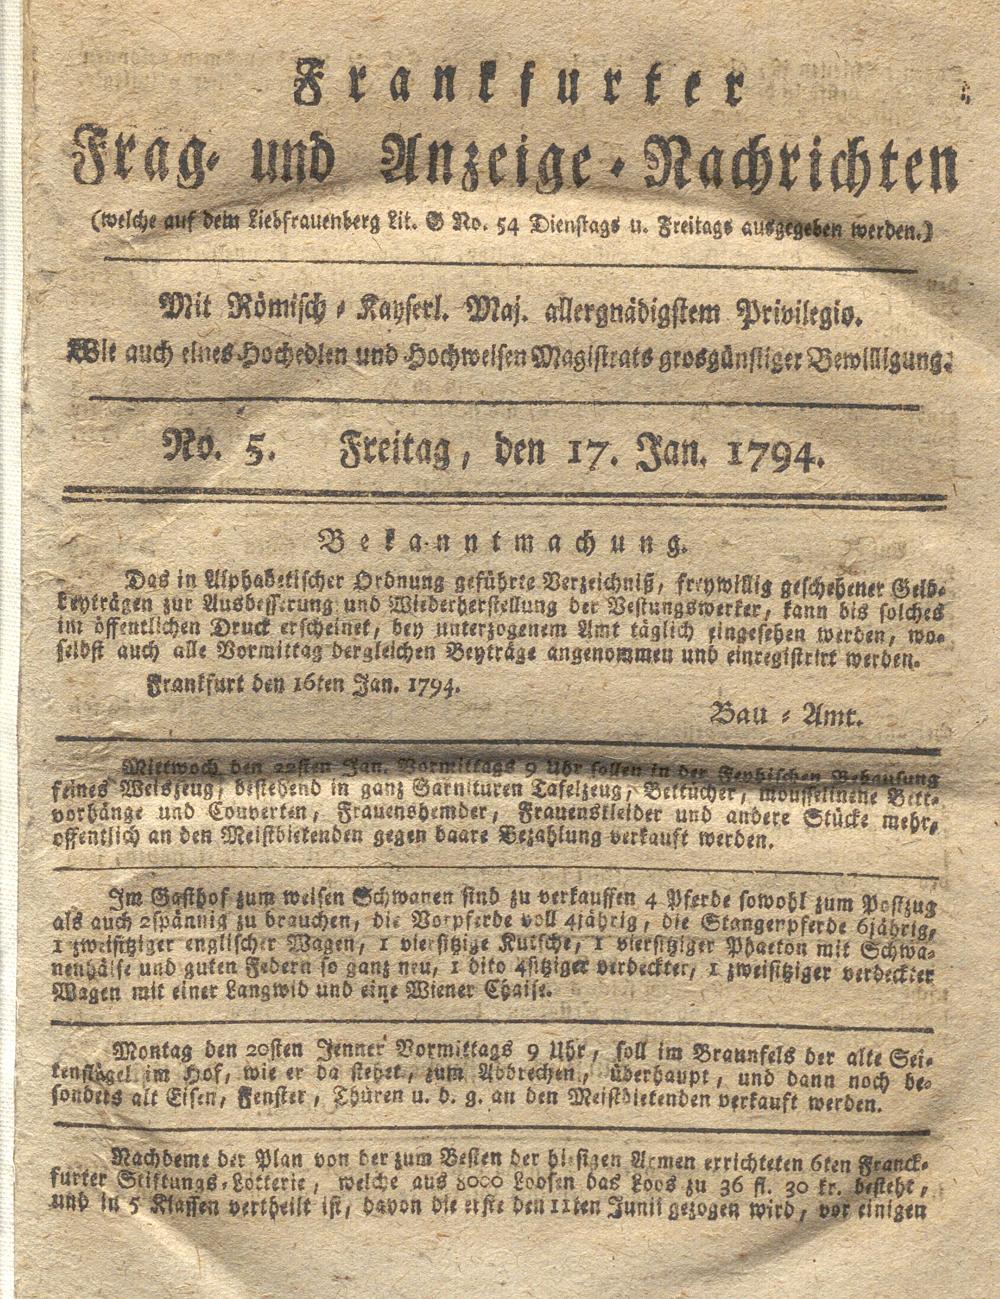 Frankfurter
Frag- und Anzeige-Nachrichten
(welche auf dem Liebfrauenberg Lit. G No. 54 Dienstags u. Freitags ausgegeben werden.)
Mit Römisch-Kayserl. Maj. allergnädigstem Privilegio.
Wie auch eines Hochedlen und Hochweisen Magistrats grosgünstiger Bewilligung.
No. 5. Freitag, den 17. Jan. 1794.
Bekanntmachung.
Das in Alphabetischer Ordnung geführte Verzeichniß, freywillig geschehener Geld-
beyträgen zur Ausbesserung und Wiederherstellung der Vestungswerker, kann bis solches
im öffentlichen Druck erscheinet, bey unterzogenem Amt täglich eingesehen werden, wo-
selbst auch alle Vormittag dergleichen Beyträge angenommen und einregistrirt werden.
Frankfurt den 16ten Jan. 1794.
Bau-Amt.
Mittwoch den 22sten Jan. Vormittags 9 Uhr sollen in der Behausung
feines Weiszeug, bestehend in ganz Garnituren Tafelzeug, Bettücher, mousselinene Bett-
vorhänge und Couverten, Frauenshemder, Frauenskleider und andere Stücke mehr,
offentlich an den Meistbietenden gegen baare Bezahlung verkauft werden.
Im Gasthof zum weisen Schwanen sind zu verkauffen 4 Pferde sowohl zum Postzug
als auch 2spännig zu brauchen, die Vorpferde voll 4jährig, die Stangenpferde 6jährig,
1 zweisitziger englischer Wagen, 1 viersitzige Kutsche, 1 viersitziger Phaeton mit Schwa-
nenhälse und guten Federn so ganz neu, 1 dito 4sitziger verdeckter, 1 zweisitziger verdeckter
Wagen mit einer Langwid und eine Wiener Chaise.
Montag den 20sten Jenner Vormittags 9 Uhr, soll im Braunfels der alte Sei-
tenflögel im Hof, wie er da stehet, zum Abbrechen, überhaupt, und dann noch be-
sonders alt Eisen, Fenster, Thüren u. d. g. an den Meistbietenden verkauft werden.
Nachdeme der Plan von der zum Besten der hiesigen Armen errichteten 6ten Franck-
furter Stiftungs-Lotterie, welche aus 8000 Loosen das Loos zu 36 fl. 30 kr. besteht,
und in 5 Klassen vertheilt ist, davon die erste den 11ten Junii gezogen wird, vor einigen